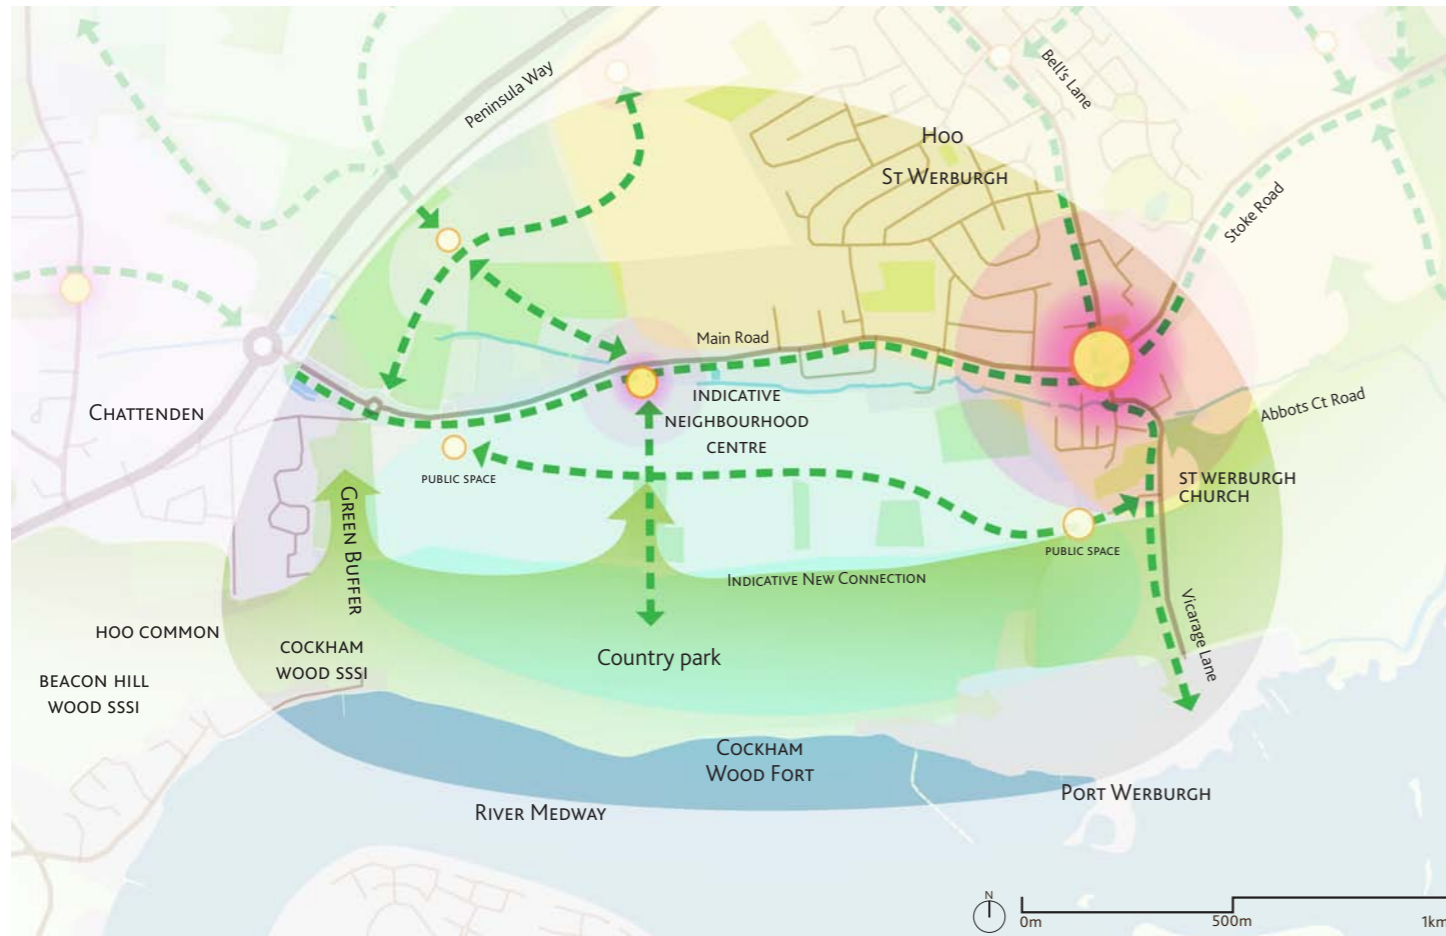 Peninsula Way
Bell's Lane
Hoo
St Werburgh
Stoke Road
Main Road
Chattenden
INDICATIVE
NEIGHBOURHOOD
CENTRE
Abbots Ct Road
PUBLIC SPACE
ST WERBURGH
CHURCH
Green Buffer
PUBLIC SPACE
Indicative New Connection
Vicarage Lane
HOO COMMON
COCKHAM
WOOD SSSI
Country park
BEACON HILL
WOOD SSSI
Cockham
Wood Fort
Port Werburgh
River Medway
N
0m
500m
1km